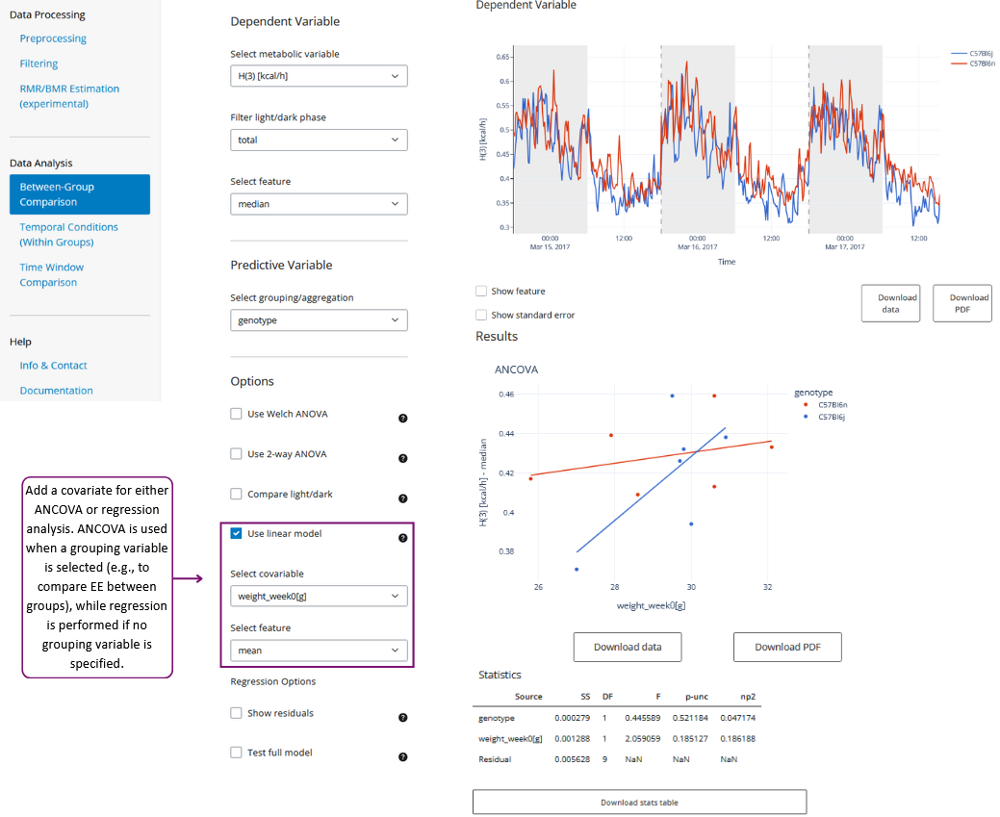 Data Processing
Preprocessing
Filtering
RMR/BMR Estimation
(experimental)
Data Analysis
Between-Group
Comparison
Temporal Conditions
(Within Groups)
Time Window
Comparison
Help
Info & Contact
Documentation
Add a covariate for either
ANCOVA or regression
analysis. ANCOVA is used
when a grouping variable
is selected (e.g., to
compare EE between
groups), while regression
is performed if no
grouping variable is
specified.
Dependent Variable
Select metabolic variable
H(3) [kcal/h]
Filter light/dark phase
total
Select feature
median
Predictive Variable
Select grouping/aggregation
genotype
Options
Use Welch ANOVA
?
Use 2-way ANOVA
?
Compare light/dark
?
Use linear model
?
Select covariable
weight_week0[g]
Select feature
mean
Regression Options
Show residuals
?
Test full model
?
Dependent Variable
0.65
0.6
0.55
0.5
0.45
0.4
0.35
0.3
H(3) [kcal/h]
00:00
Mar 15, 2017
12:00
00:00
Mar 16, 2017
12:00
00:00
Mar 17, 2017
12:00
Time
C57Bl6j
C57Bl6n
Show feature
Show standard error
Download
data
Download
PDF
Results
ANCOVA
0.46
0.44
0.42
0.4
0.38
H(3) [kcal/h] - median
26
28
30
32
weight_week0[g]
genotype
C57Bl6n
C57Bl6j
Download data
Download PDF
Statistics
Source SS DF F p-unc np2
genotype 0.000279 1 0.445589 0.521184 0.047174
weight_week0[g] 0.001288 1 2.059059 0.185127 0.186188
Residual 0.005628 9 NaN NaN NaN
Download stats table